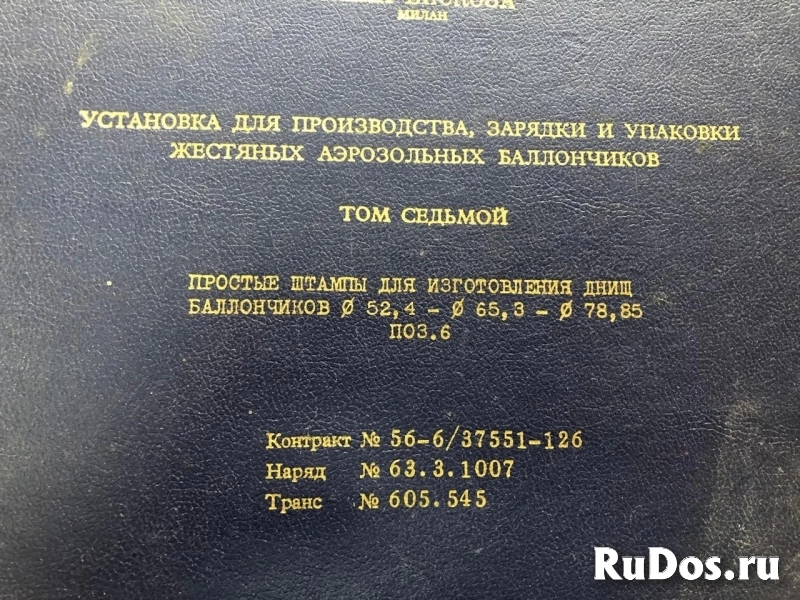 МИЛАН
УСТАНОВКА ДЛЯ ПРОИЗВОДСТВА, ЗАРЯДКИ И УПАКОВКИ
ЖЕСТЯНЫХ АЭРОЗОЛЬНЫХ БАЛЛОНЧИКОВ
ТОМ СЕДЬМОЙ
ПРОСТЫЕ ШТАМПЫ ДЛЯ ИЗГОТОВЛЕНИЯ ДНИЩ
БАЛЛОНЧИКОВ Ø 52,4 – Ø 65,3 – Ø 78,85
ПОЗ.6
Контракт № 56-6/37551-126
Наряд № 63.3.1007
Транс № 605.545
RuDos.ru